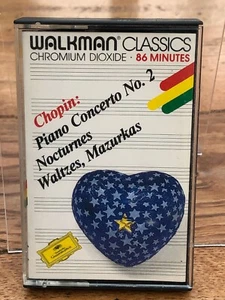 WALKMAN® CLASSICS
CHROMIUM DIOXIDE · 86 MINUTES
Chopin:
Piano Concerto No. 2
Nocturnes
Waltzes, Mazurkas